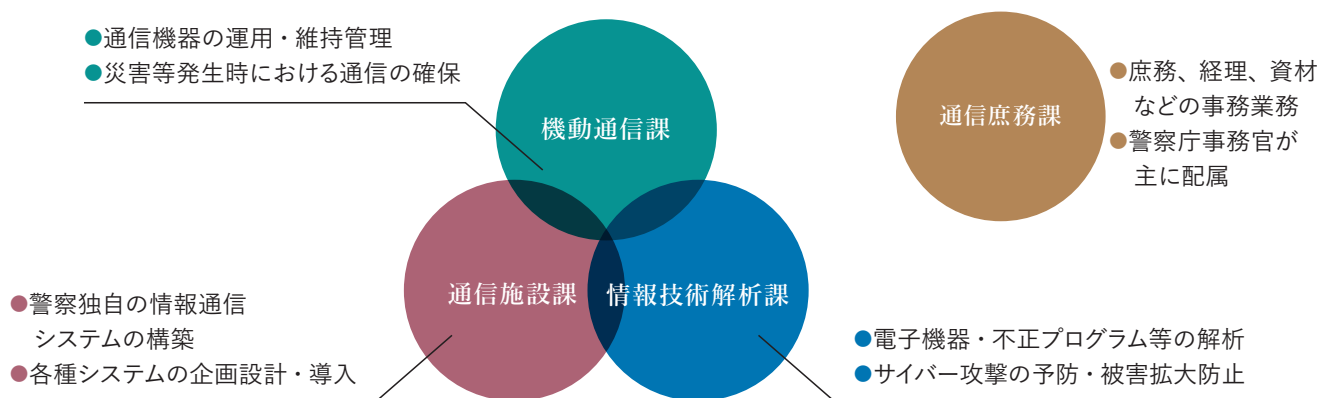 ●通信機器の運用・維持管理
●災害等発生時における通信の確保
機動通信課
通信庶務課
●庶務、経理、資材
などの事務業務
●警察庁事務官が
主に配属
通信施設課
情報技術解析課
●警察独自の情報通信
システムの構築
●各種システムの企画設計・導入
●電子機器・不正プログラム等の解析
●サイバー攻撃の予防・被害拡大防止